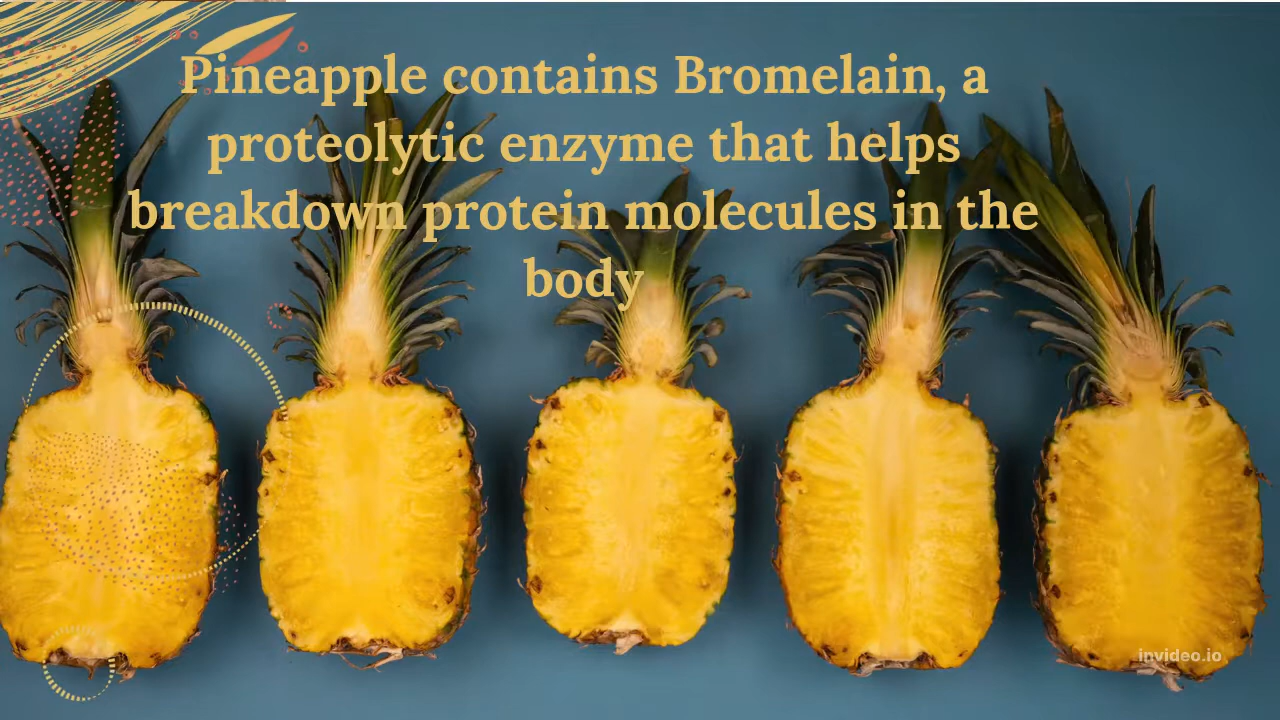 Pineapple contains Bromelain, a
proteolytic enzyme that helps
breakdown protein molecules in the
body
invideo.io